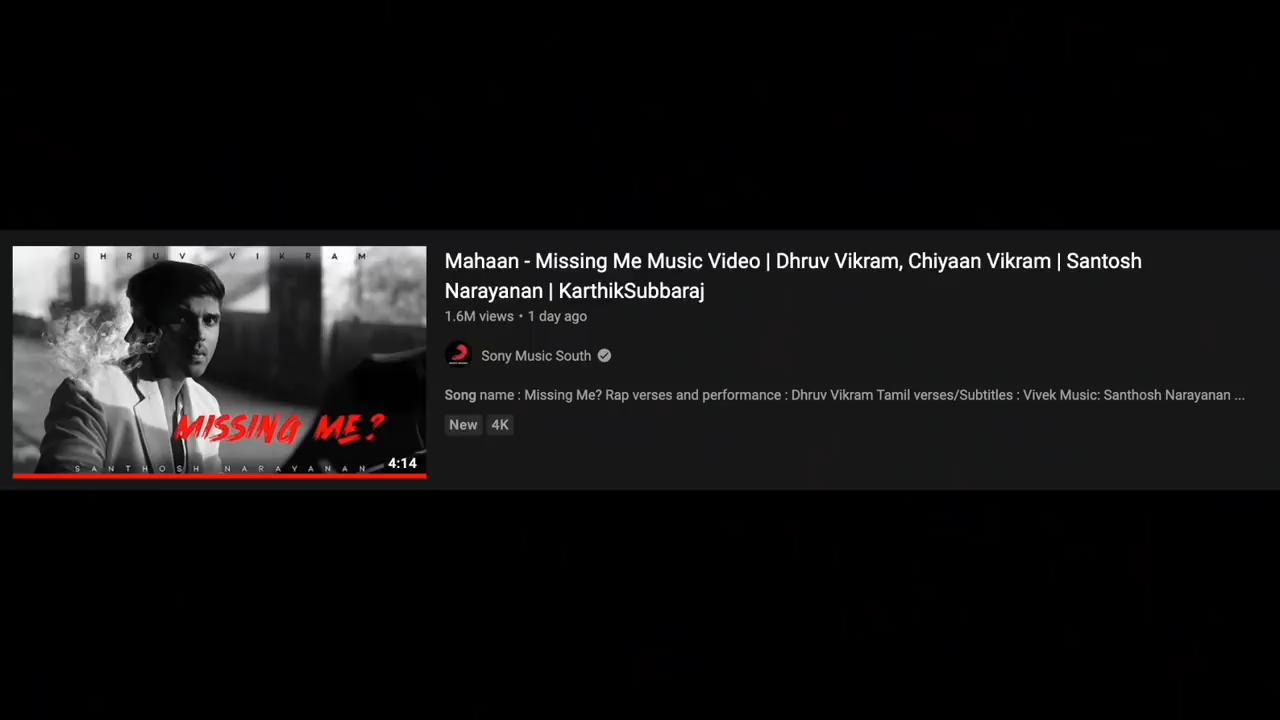 DHRUV VIKRAM
MISSING ME?
SANTHOSH NARAYANAN
4:14
Mahaan - Missing Me Music Video | Dhruv Vikram, Chiyaan Vikram | Santosh
Narayanan | KarthikSubbaraj
1.6M views • 1 day ago
Sony Music South
Song name : Missing Me? Rap verses and performance : Dhruv Vikram Tamil verses/Subtitles : Vivek Music: Santhosh Narayanan ...
New 4K